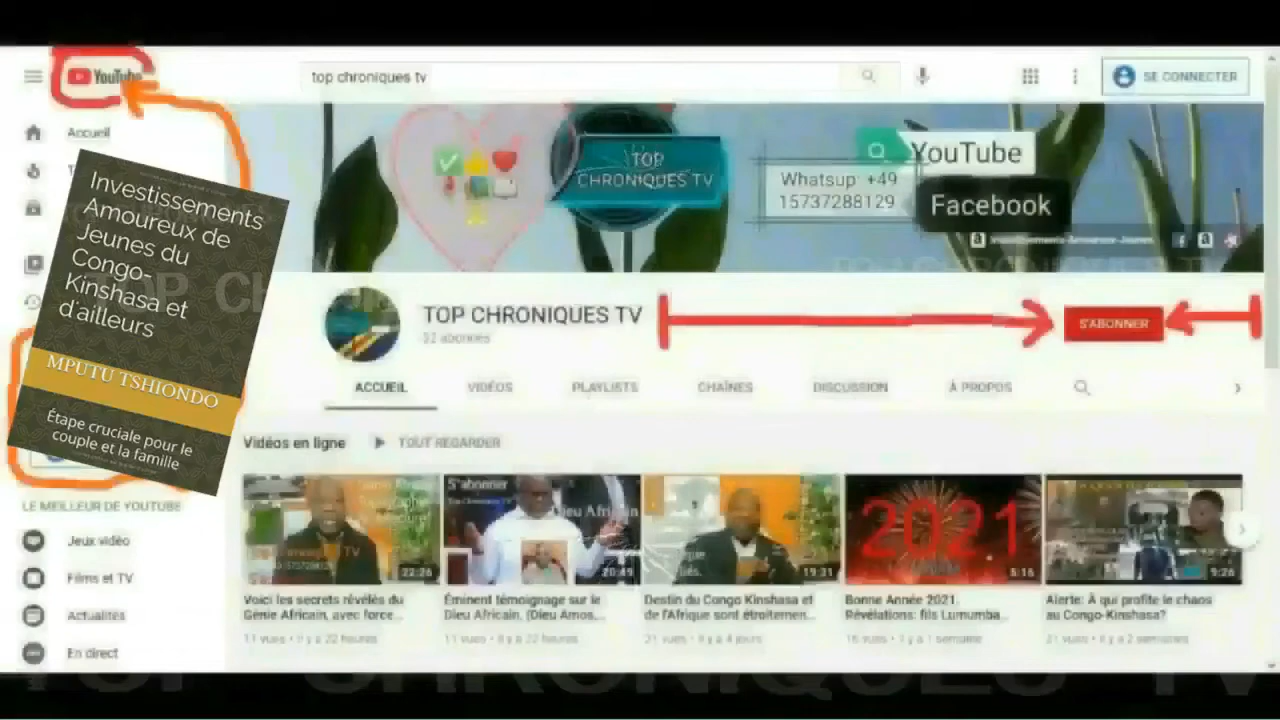 YouTube
top chroniques tv
SE CONNECTER
Accueil
TOP
CHRONIQUES TV
Whatsup: +49
15737288129
YouTube
Facebook
Investissements
Amoureux de
Jeunes du
Congo-
Kinshasa et
d'ailleurs
MPUTU TSHIONDO
Étape cruciale pour le
couple et la famille
TOP CHRONIQUES TV
S'ABONNER
32 abonnés
ACCUEIL VIDÉOS PLAYLISTS CHAÎNES DISCUSSION À PROPOS
Vidéos en ligne TOUT REGARDER
LE MEILLEUR DE YOUTUBE
Jeux vidéo
Films et TV
Actualités
En direct
22:26
S'abonner
Dieu Africain
20:49
19:31
2021
5:16
9:26
Voici les secrets révélés du
Génie Africain, avec force...
11 vues • il y a 22 heures
Éminent témoignage sur le
Dieu Africain, (Dieu Amos,...
11 vues • il y a 22 heures
Destin du Congo Kinshasa et
de l'Afrique sont étroitemen...
21 vues • il y a 4 jours
Bonne Année 2021.
Révélations: fils Lumumba...
16 vues • il y a 1 semaine
Alerte: À qui profite le chaos
au Congo-Kinshasa?
21 vues • il y a 2 semaines
TOP CHRONIQUES TV